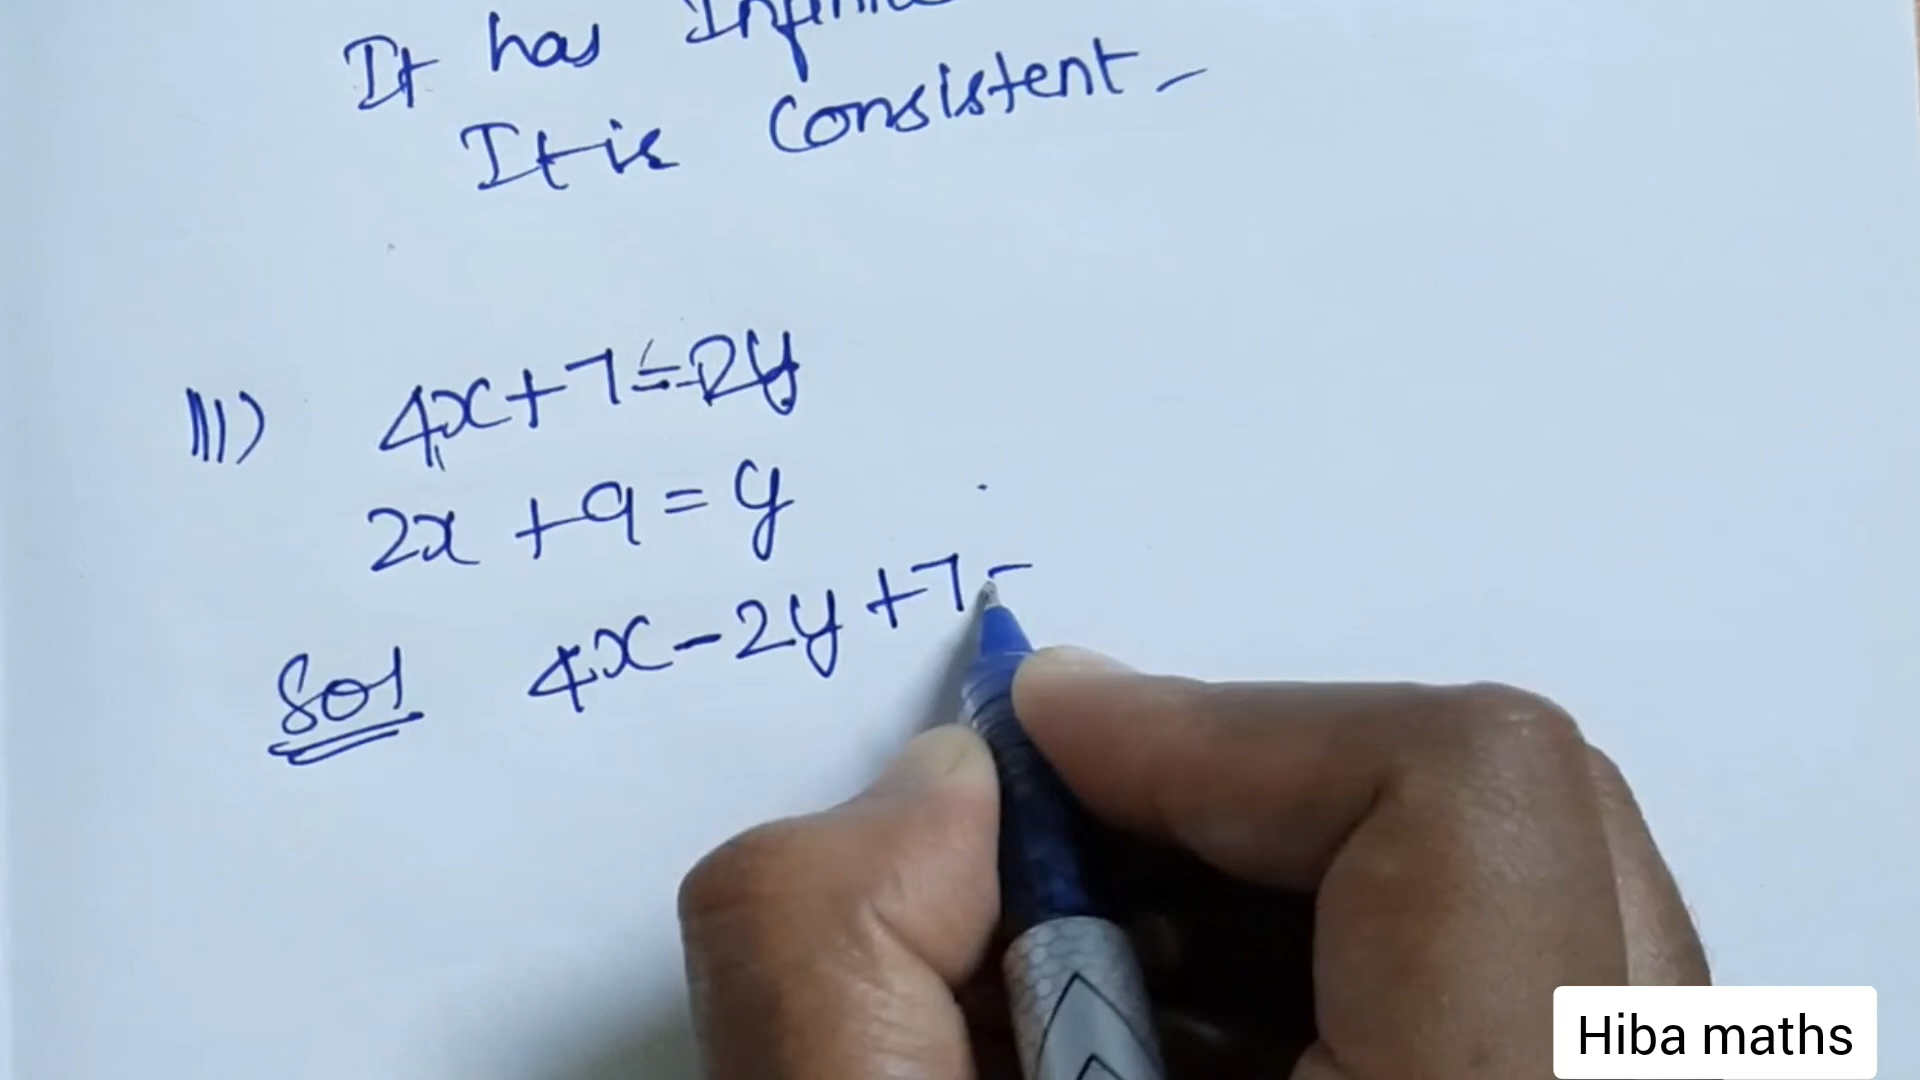 It has
It is Consistent
III) 4x+7=2y
2x+9=y
Sol 4x-2y+7=
Hiba maths